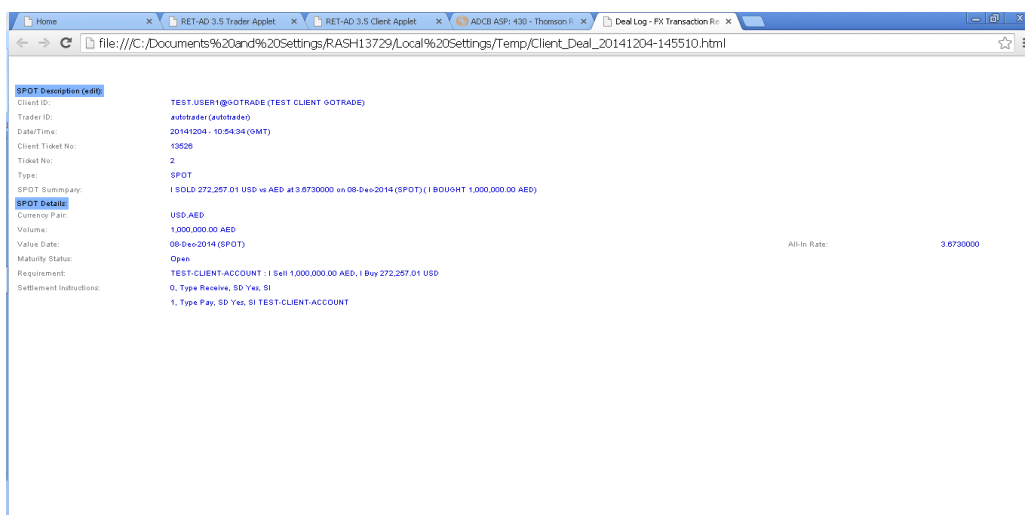 Home
RET-AD 3.5 Trader Applet
RET-AD 3.5 Client Applet
ADCB ASP: 430 - Thomson R
Deal Log - FX Transaction Re
file:///C:/Documents%20and%20Settings/RASH13729/Local%20Settings/Temp/Client_Deal_20141204-145510.html
SPOT Description (edit):
Client ID: TEST.USER1@GOTRADE (TEST CLIENT GOTRADE)
Trader ID: autotrader (autotrader)
Date/Time: 20141204 - 10:54:34 (GMT)
Client Ticket No: 13526
Ticket No: 2
Type: SPOT
SPOT Summpary: I SOLD 272,257.01 USD vs AED at 3.6730000 on 08-Dec-2014 (SPOT) ( I BOUGHT 1,000,000.00 AED)
SPOT Details:
Currency Pair: USD.AED
Volume: 1,000,000.00 AED
Value Date: 08-Dec-2014 (SPOT) All-In Rate: 3.6730000
Maturity Status: Open
Requirement: TEST-CLIENT-ACCOUNT : I Sell 1,000,000.00 AED, I Buy 272,257.01 USD
Settlement Instructions: 0, Type Receive, SD Yes, SI
1, Type Pay, SD Yes, SI TEST-CLIENT-ACCOUNT